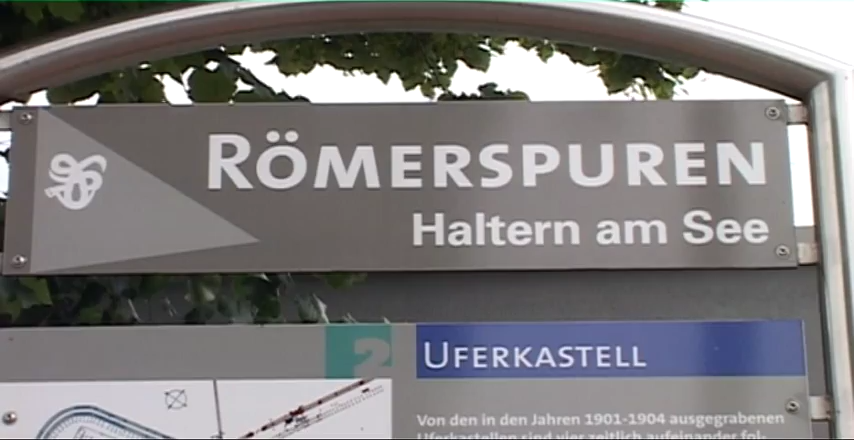 RÖMERSPUREN
Haltern am See
2
UFERKASTELL
Von den in den Jahren 1901-1904 ausgegrabenen
Uferkastellen sind vier zeitlich aufeinander fol-